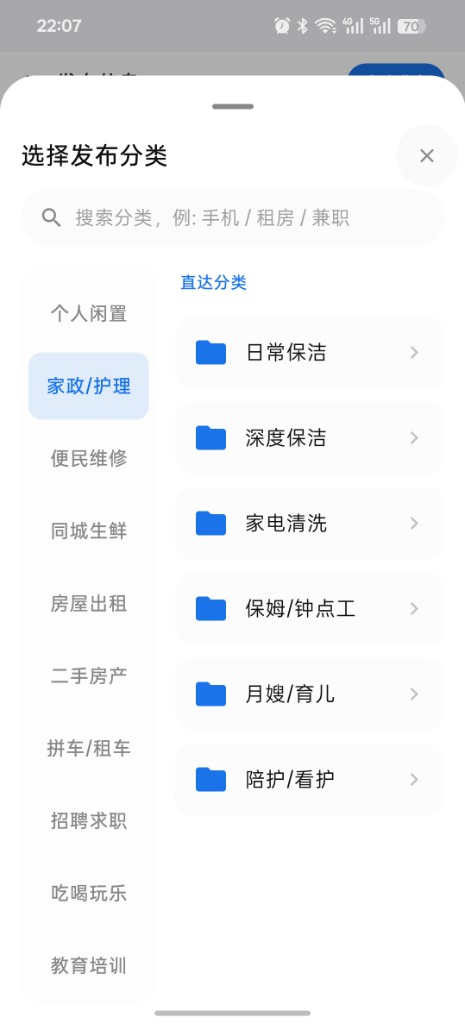 22:07
4G
5G
70
选择发布分类
搜索分类，例: 手机 / 租房 / 兼职
直达分类
个人闲置
家政/护理
便民维修
同城生鲜
房屋出租
二手房产
拼车/租车
招聘求职
吃喝玩乐
教育培训
日常保洁
深度保洁
家电清洗
保姆/钟点工
月嫂/育儿
陪护/看护